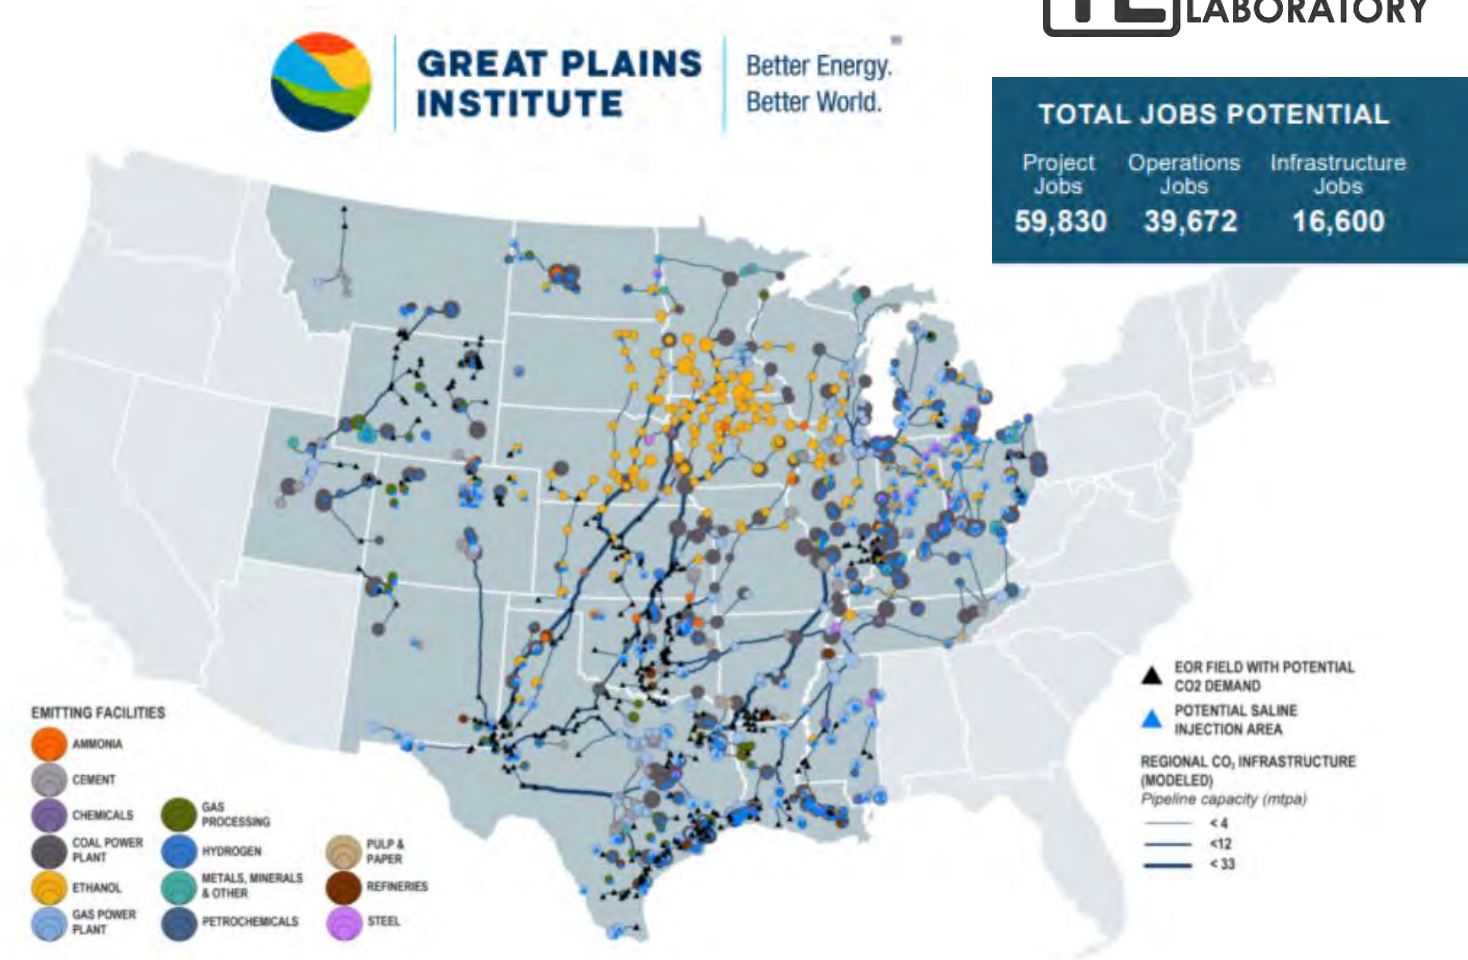 LABORATORY
GREAT PLAINS
INSTITUTE
Better Energy.
Better World.
TOTAL JOBS POTENTIAL
Project
Jobs
Operations
Jobs
Infrastructure
Jobs
59,830
39,672
16,600
EOR FIELD WITH POTENTIAL
CO2 DEMAND
POTENTIAL SALINE
INJECTION AREA
REGIONAL CO₂ INFRASTRUCTURE
(MODELED)
Pipeline capacity (mtpa)
< 4
<12
< 33
EMITTING FACILITIES
AMMONIA
CEMENT
CHEMICALS
COAL POWER
PLANT
ETHANOL
GAS POWER
PLANT
GAS
PROCESSING
HYDROGEN
METALS, MINERALS
& OTHER
PETROCHEMICALS
PULP &
PAPER
REFINERIES
STEEL